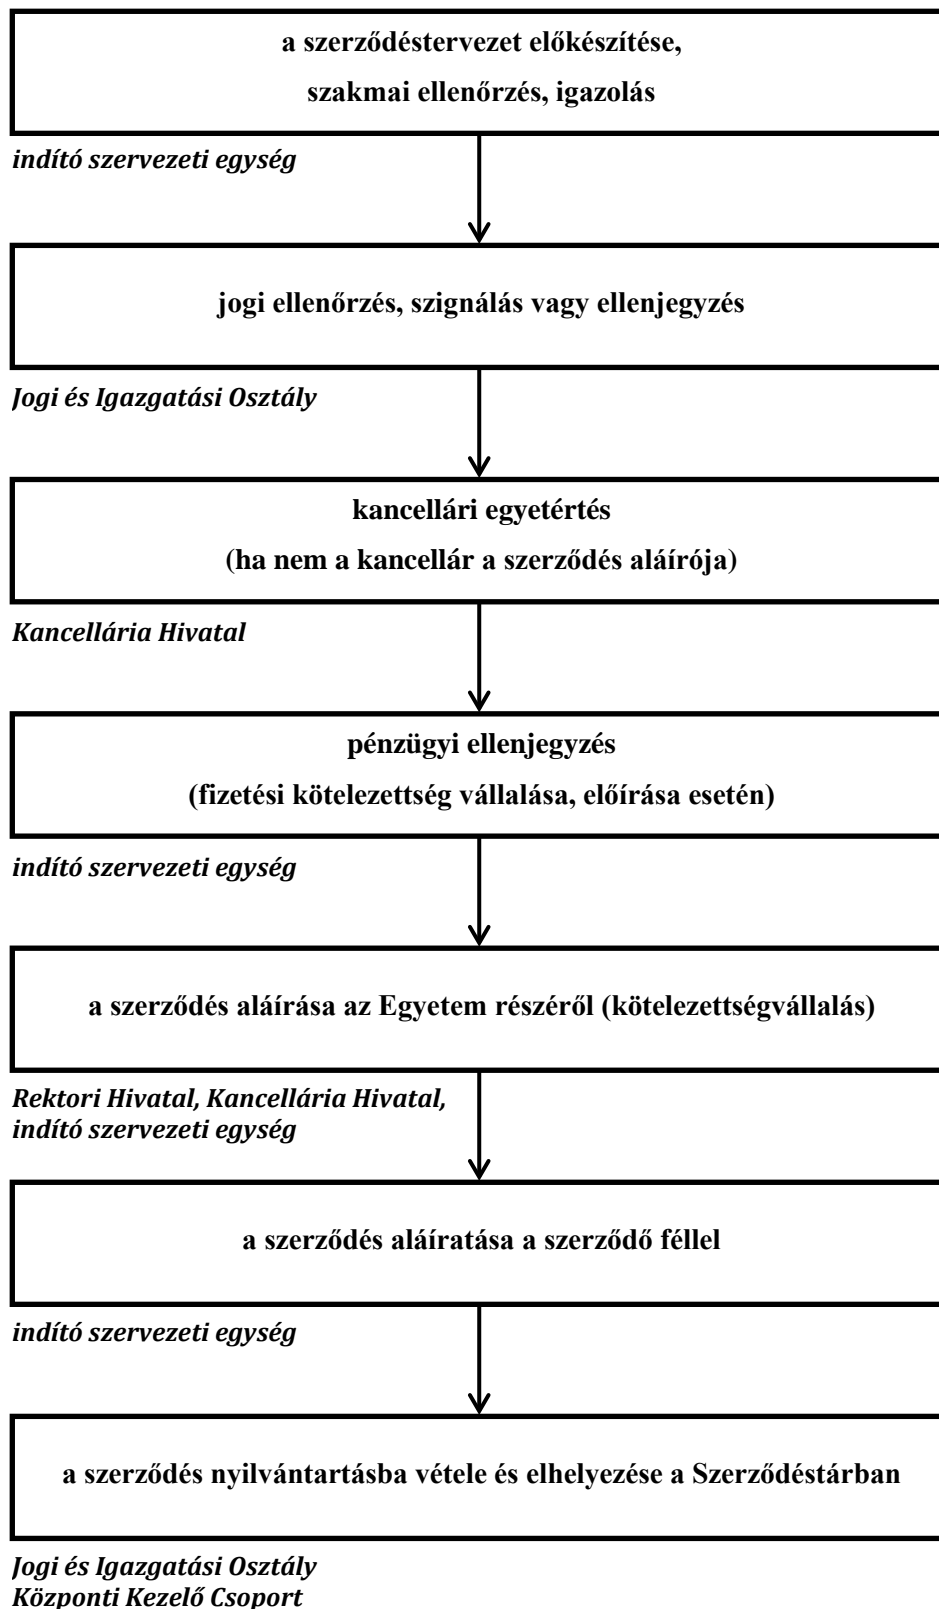 a szerződéstervezet előkészítése,
szakmai ellenőrzés, igazolás
indító szervezeti egység
jogi ellenőrzés, szignálás vagy ellenjegyzés
Jogi és Igazgatási Osztály
kancellári egyetértés
(ha nem a kancellár a szerződés aláírója)
Kancellária Hivatal
pénzügyi ellenjegyzés
(fizetési kötelezettség vállalása, előírása esetén)
indító szervezeti egység
a szerződés aláírása az Egyetem részéről (kötelezettségvállalás)
Rektori Hivatal, Kancellária Hivatal,
indító szervezeti egység
a szerződés aláíratása a szerződő féllel
indító szervezeti egység
a szerződés nyilvántartásba vétele és elhelyezése a Szerződéstárban
Jogi és Igazgatási Osztály
Központi Kezelő Csoport